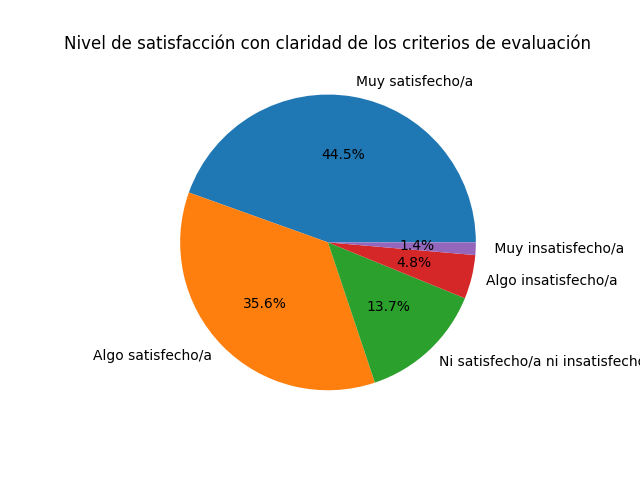 Nivel de satisfacción con claridad de los criterios de evaluación
Muy satisfecho/a
44.5%
1.4%
Muy insatisfecho/a
4.8%
Algo insatisfecho/a
35.6%
13.7%
Algo satisfecho/a
Ni satisfecho/a ni insatisfecho